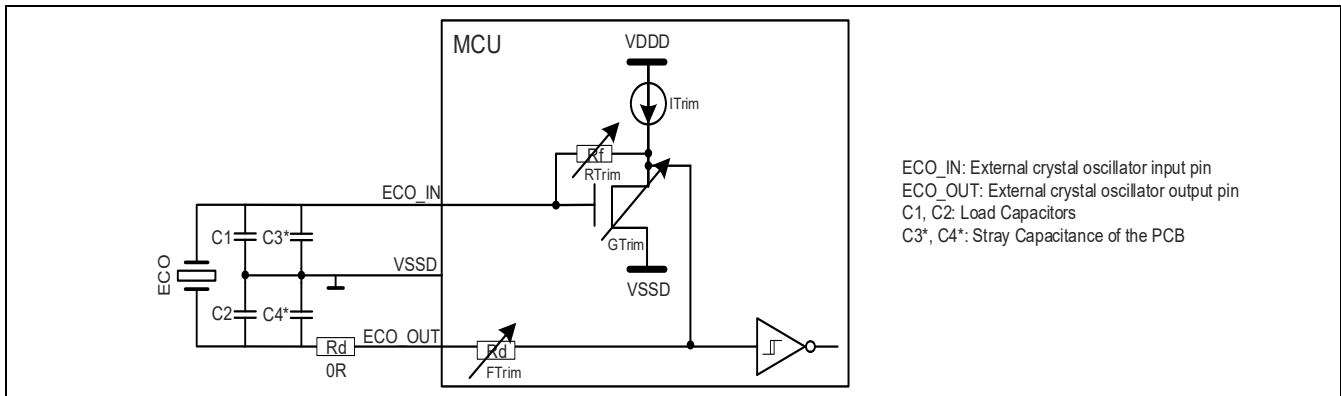 MCU
VDDD
ITrim
Rf
RTrim
ECO_IN
GTrim
C1
C3*
VSSD
VSSD
ECO
C2
C4*
ECO_OUT
Rd
0R
Rd
FTrim
ECO_IN: External crystal oscillator input pin
ECO_OUT: External crystal oscillator output pin
C1, C2: Load Capacitors
C3*, C4*: Stray Capacitance of the PCB